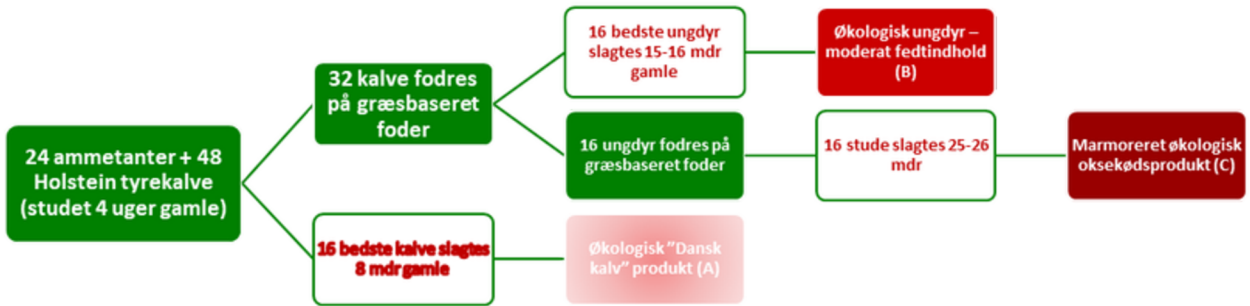 24 ammetanter + 48
Holstein tyrekalve
(studet 4 uger gamle)
32 kalve fodres
på græsbaseret
foder
16 bedste ungdyr
slagtes 15-16 mdr
gamle
Økologisk ungdyr –
moderat fedtindhold
(B)
16 ungdyr fodres på
græsbaseret foder
16 stude slagtes 25-26
mdr
Marmoreret økologisk
oksekødsprodukt (C)
16 bedste kalve slagtes
8 mdr gamle
Økologisk ”Dansk
kalv” produkt (A)